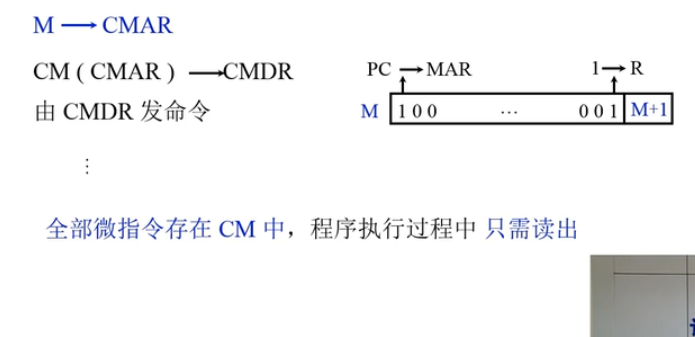 M → CMAR
CM ( CMAR ) → CMDR
由 CMDR 发命令
⋮
PC → MAR
1 → R
M 1 0 0 … 0 0 1 M+1
全部微指令存在 CM 中，程序执行过程中 只需读出